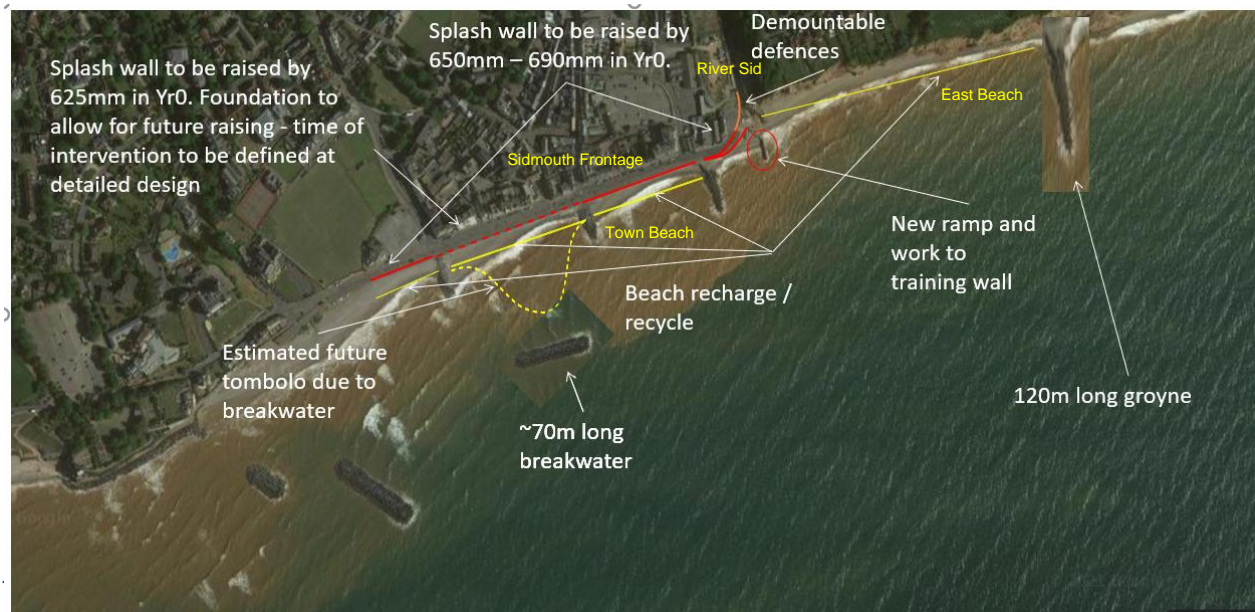 Splash wall to be raised by
625mm in Yr0. Foundation to
allow for future raising - time of
intervention to be defined at
detailed design
Splash wall to be raised by
650mm – 690mm in Yr0.
Demountable
defences
River Sid
East Beach
Sidmouth Frontage
Town Beach
New ramp and
work to
training wall
Beach recharge /
recycle
Estimated future
tombolo due to
breakwater
~70m long
breakwater
120m long groyne